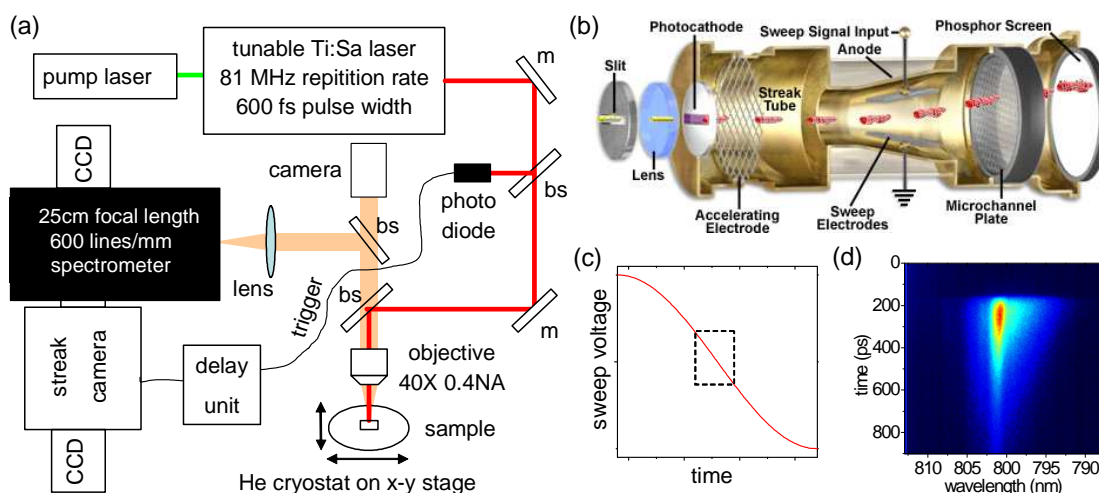 (a)
pump laser
tunable Ti:Sa laser
81 MHz repitition rate
600 fs pulse width
m
CCD
camera
bs
photo
diode
25cm focal length
600 lines/mm
spectrometer
bs
lens
bs
trigger
m
streak
camera
delay
unit
objective
40X 0.4NA
sample
CCD
He cryostat on x-y stage
(b)
Slit
Lens
Photocathode
Accelerating
Electrode
Streak
Tube
Sweep Signal Input
Anode
Sweep
Electrodes
Phosphor Screen
Microchannel
Plate
(c)
sweep voltage
time
(d)
0
200
400
600
800
time (ps)
810 805 800 795 790
wavelength (nm)